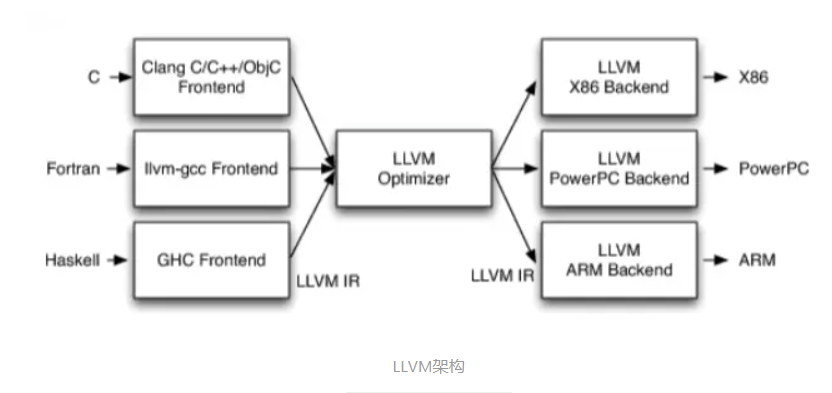 C
Clang C/C++/ObjC
Frontend
LLVM
X86 Backend
X86
Fortran
llvm-gcc Frontend
LLVM
Optimizer
LLVM
PowerPC Backend
PowerPC
Haskell
GHC Frontend
LLVM IR
LLVM IR
LLVM
ARM Backend
ARM
LLVM架构